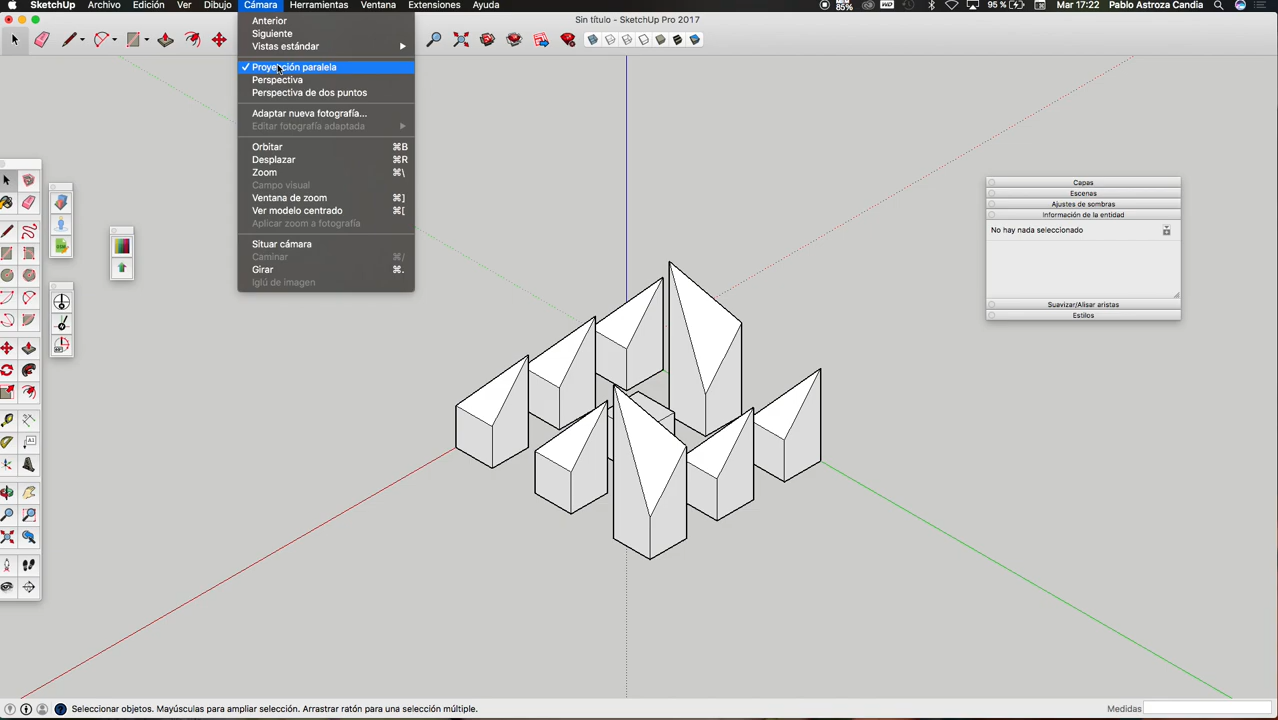 SketchUp Archivo Edición Ver Dibujo Cámara Herramientas Ventana Extensiones Ayuda 85% WD 95 % Mar 17:22 Pablo Astroza Candia
Sin título - SketchUp Pro 2017
Anterior
Siguiente
Vistas estándar
Proyección paralela
Perspectiva
Perspectiva de dos puntos
Adaptar nueva fotografía...
Editar fotografía adaptada
Orbitar ⌘B
Desplazar ⌘R
Zoom ⌘\
Campo visual
Ventana de zoom ⌘]
Ver modelo centrado ⌘[
Aplicar zoom a fotografía
Situar cámara
Caminar ⌘/
Girar ⌘.
Iglú de imagen
Capas
Escenas
Ajustes de sombras
Información de la entidad
No hay nada seleccionado
Suavizar/Alisar aristas
Estilos
A1
Seleccionar objetos. Mayúsculas para ampliar selección. Arrastrar ratón para una selección múltiple.
Medidas